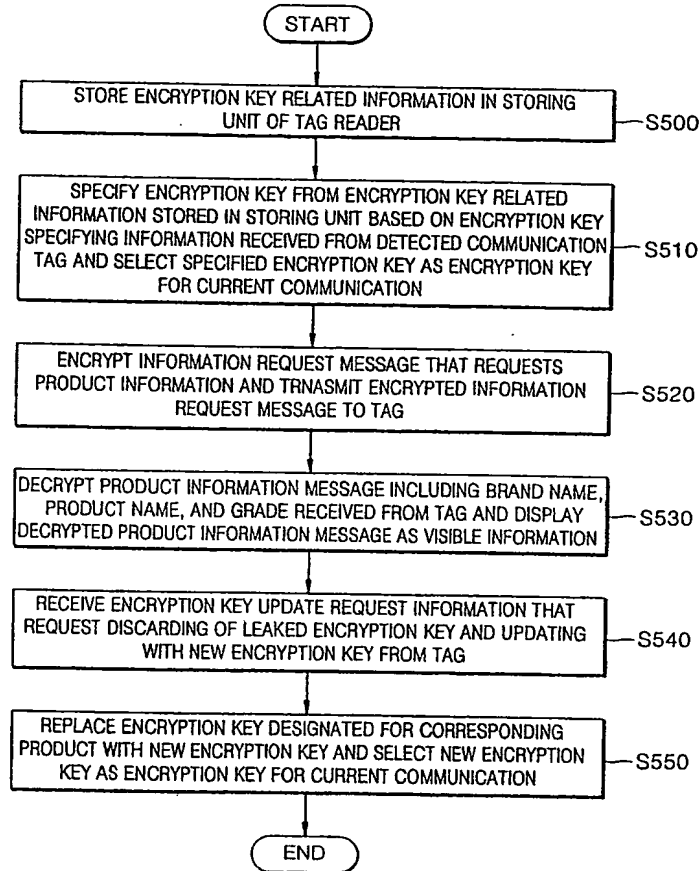 START
STORE ENCRYPTION KEY RELATED INFORMATION IN STORING
UNIT OF TAG READER
S500
SPECIFY ENCRYPTION KEY FROM ENCRYPTION KEY RELATED
INFORMATION STORED IN STORING UNIT BASED ON ENCRYPTION KEY
SPECIFYING INFORMATION RECEIVED FROM DETECTED COMMUNICATION
TAG AND SELECT SPECIFIED ENCRYPTION KEY AS ENCRYPTION KEY
FOR CURRENT COMMUNICATION
S510
ENCRYPT INFORMATION REQUEST MESSAGE THAT REQUESTS
PRODUCT INFORMATION AND TRNASMIT ENCRYPTED INFORMATION
REQUEST MESSAGE TO TAG
S520
DECRYPT PRODUCT INFORMATION MESSAGE INCLUDING BRAND NAME,
PRODUCT NAME, AND GRADE RECEIVED FROM TAG AND DISPLAY
DECRYPTED PRODUCT INFORMATION MESSAGE AS VISIBLE INFORMATION
S530
RECEIVE ENCRYPTION KEY UPDATE REQUEST INFORMATION THAT
REQUEST DISCARDING OF LEAKED ENCRYPTION KEY AND UPDATING
WITH NEW ENCRYPTION KEY FROM TAG
S540
REPLACE ENCRYPTION KEY DESIGNATED FOR CORRESPONDING
PRODUCT WITH NEW ENCRYPTION KEY AND SELECT NEW ENCRYPTION
KEY AS ENCRYPTION KEY FOR CURRENT COMMUNICATION
S550
END